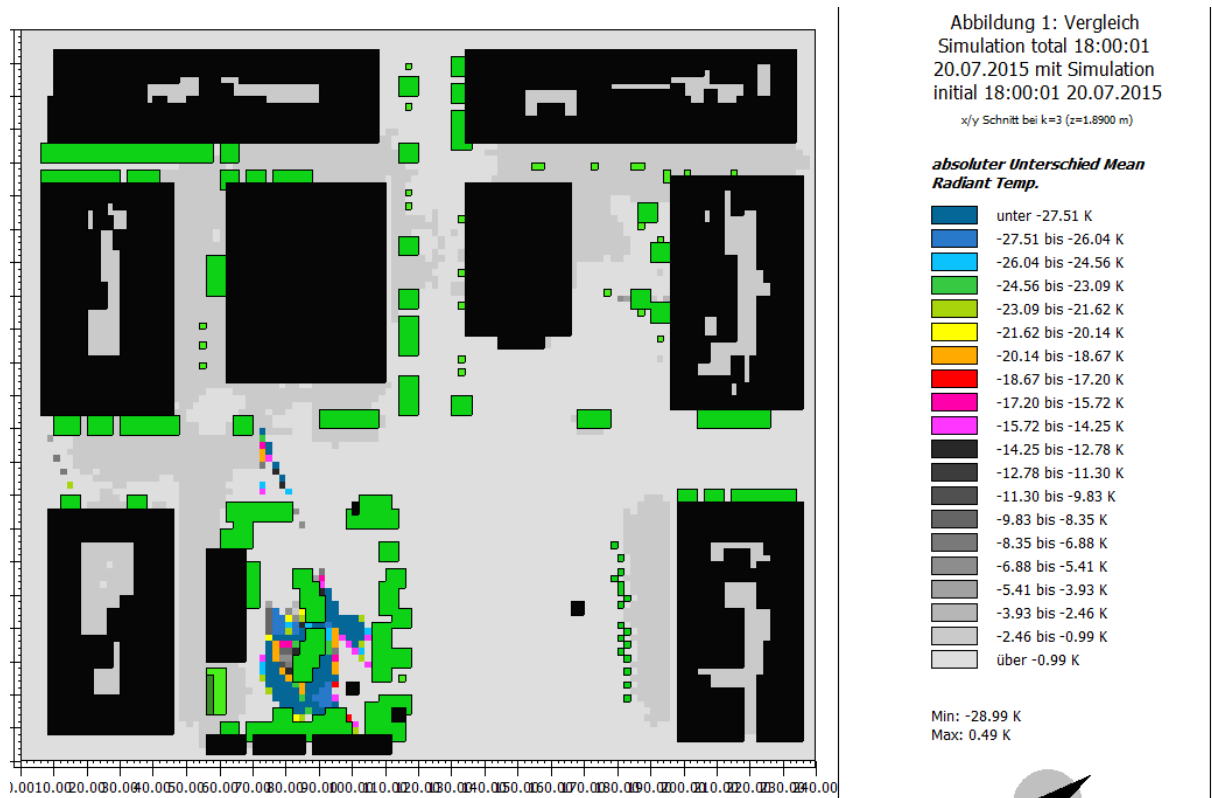 Abbildung 1: Vergleich
Simulation total 18:00:01
20.07.2015 mit Simulation
initial 18:00:01 20.07.2015
x/y Schnitt bei k=3 (z=1.8900 m)
absoluter Unterschied Mean
Radiant Temp.
unter -27.51 K
-27.51 bis -26.04 K
-26.04 bis -24.56 K
-24.56 bis -23.09 K
-23.09 bis -21.62 K
-21.62 bis -20.14 K
-20.14 bis -18.67 K
-18.67 bis -17.20 K
-17.20 bis -15.72 K
-15.72 bis -14.25 K
-14.25 bis -12.78 K
-12.78 bis -11.30 K
-11.30 bis -9.83 K
-9.83 bis -8.35 K
-8.35 bis -6.88 K
-6.88 bis -5.41 K
-5.41 bis -3.93 K
-3.93 bis -2.46 K
-2.46 bis -0.99 K
über -0.99 K
Min: -28.99 K
Max: 0.49 K